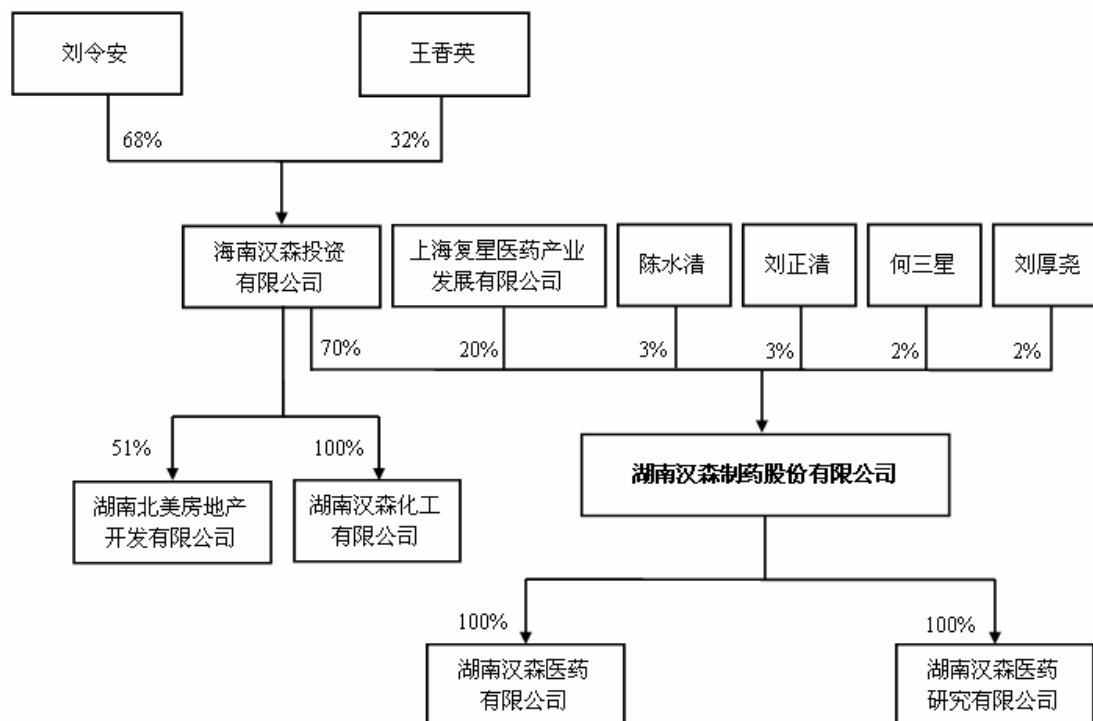 刘令安
王香英
68%
32%
海南汉森投资
有限公司
上海复星医药产业
发展有限公司
陈水清
刘正清
何三星
刘厚尧
70%
20%
3%
3%
2%
2%
51%
100%
湖南汉森制药股份有限公司
湖南北美房地产
开发有限公司
湖南汉森化工
有限公司
100%
100%
湖南汉森医药
有限公司
湖南汉森医药
研究有限公司